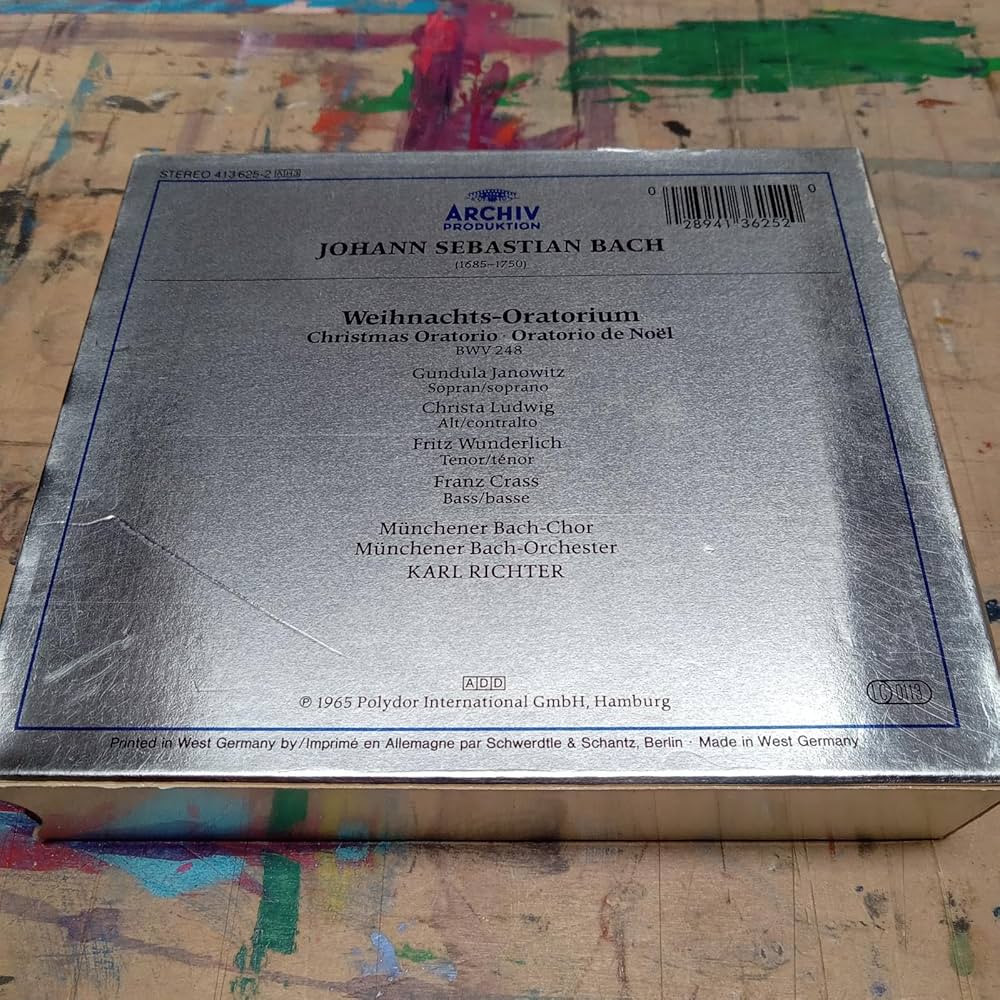 STEREO 413 625-2 AH3
0 28941 36252 0
ARCHIV
PRODUKTION
JOHANN SEBASTIAN BACH
(1685–1750)
Weihnachts-Oratorium
Christmas Oratorio · Oratorio de Noël
BWV 248
Gundula Janowitz
Sopran/soprano
Christa Ludwig
Alt/contralto
Fritz Wunderlich
Tenor/ténor
Franz Crass
Bass/basse
Münchener Bach-Chor
Münchener Bach-Orchester
KARL RICHTER
ADD
℗ 1965 Polydor International GmbH, Hamburg
Printed in West Germany by/Imprimé en Allemagne par Schwerdtle & Schantz, Berlin · Made in West Germany